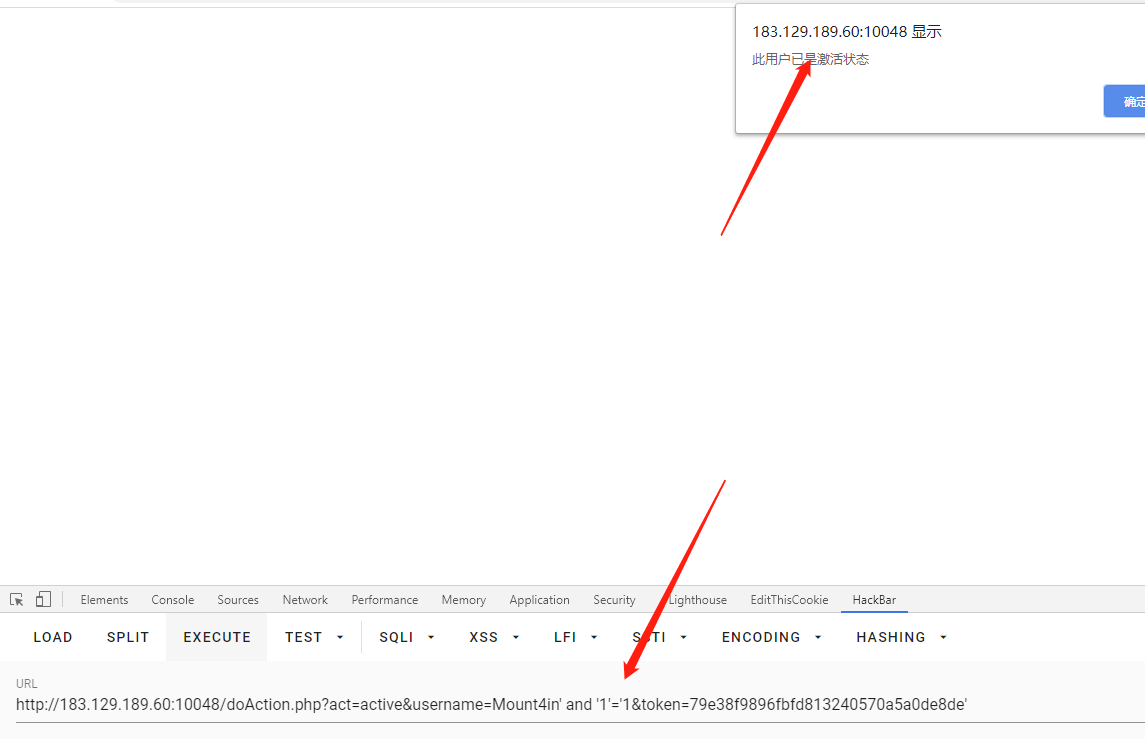 183.129.189.60:10048 显示
此用户已是激活状态
确定
Elements Console Sources Network Performance Memory Application Security Lighthouse EditThisCookie HackBar
LOAD SPLIT EXECUTE TEST SQLI XSS LFI SSTI ENCODING HASHING
URL
http://183.129.189.60:10048/doAction.php?act=active&username=Mount4in' and '1'='1&token=79e38f9896fbfd813240570a5a0de8de'